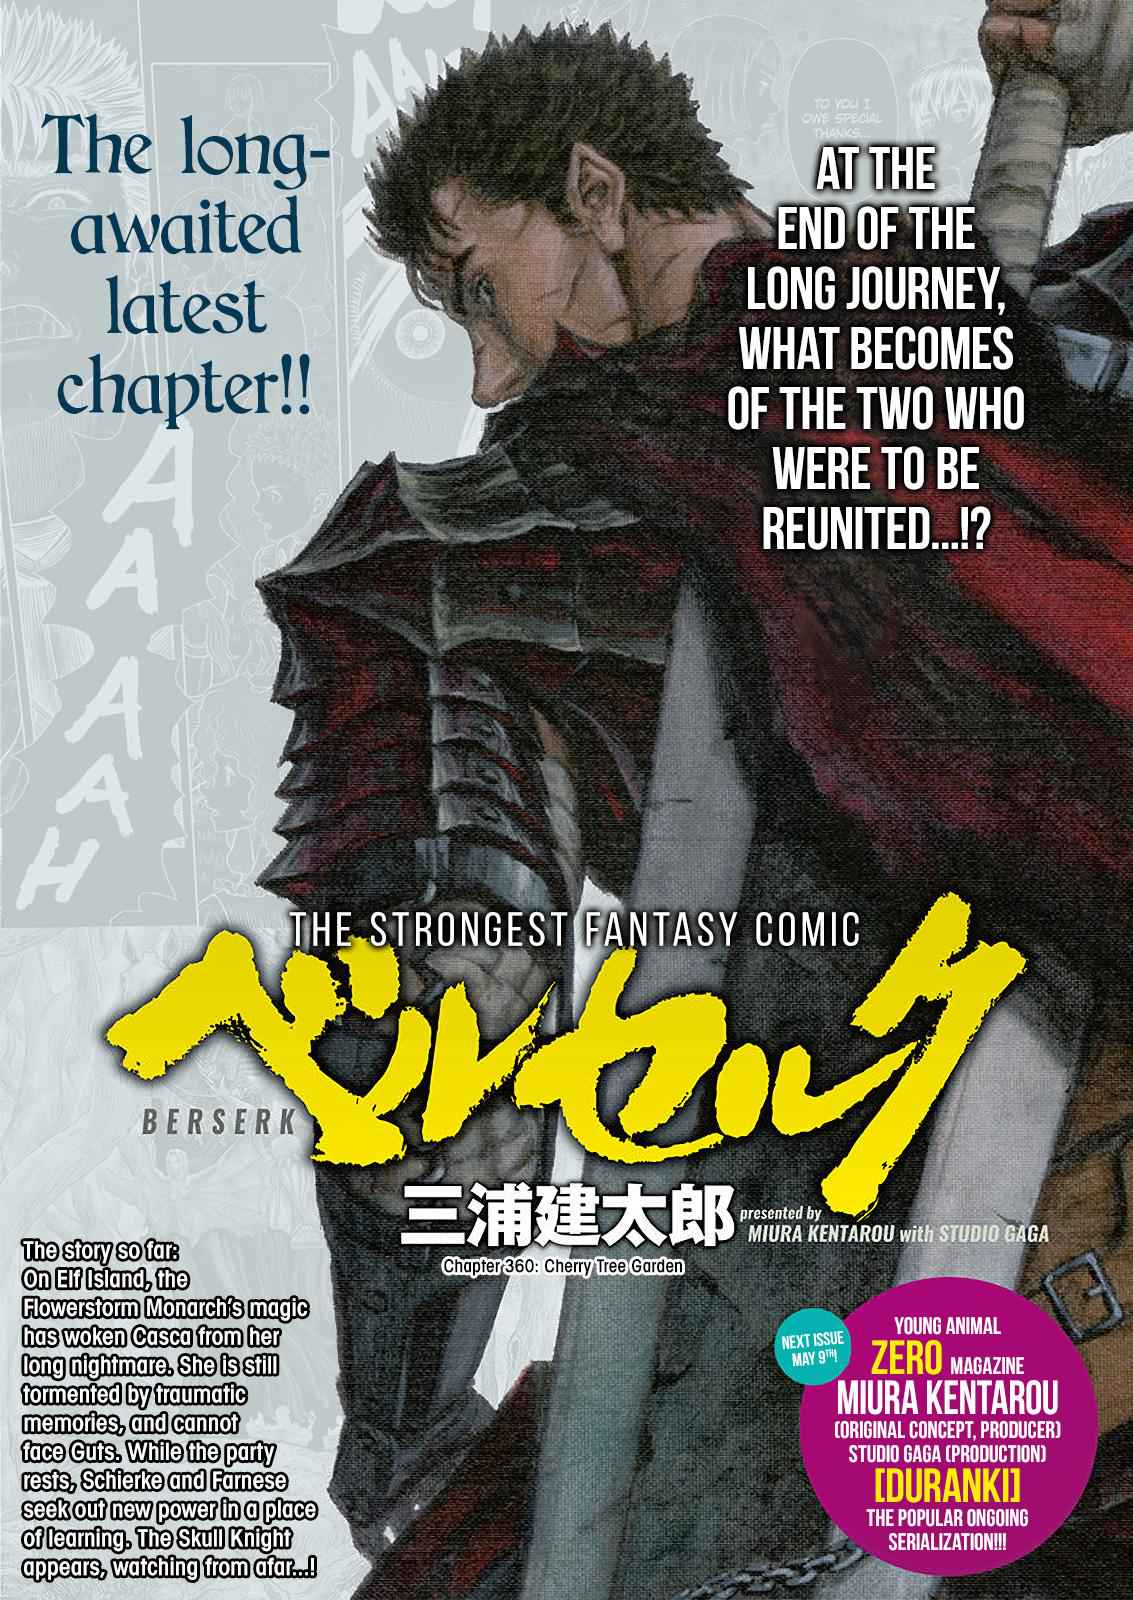 The long-
awaited
latest
chapter!!
TO YOU I
OWE SPECIAL
THANKS...
AT THE
END OF THE
LONG JOURNEY,
WHAT BECOMES
OF THE TWO WHO
WERE TO BE
REUNITED...!?
AAAAAH
THE STRONGEST FANTASY COMIC
ベルセルク
BERSERK
三浦建太郎
presented by
MIURA KENTAROU with STUDIO GAGA
Chapter 360: Cherry Tree Garden
The story so far:
On Elf Island, the
Flowerstorm Monarch's magic
has woken Casca from her
long nightmare. She is still
tormented by traumatic
memories, and cannot
face Guts. While the party
rests, Schierke and Farnese
seek out new power in a place
of learning. The Skull Knight
appears, watching from afar...!
NEXT ISSUE
MAY 9TH!
YOUNG ANIMAL
ZERO MAGAZINE
MIURA KENTAROU
(ORIGINAL CONCEPT, PRODUCER)
STUDIO GAGA (PRODUCTION)
[DURANKI]
THE POPULAR ONGOING
SERIALIZATION!!!